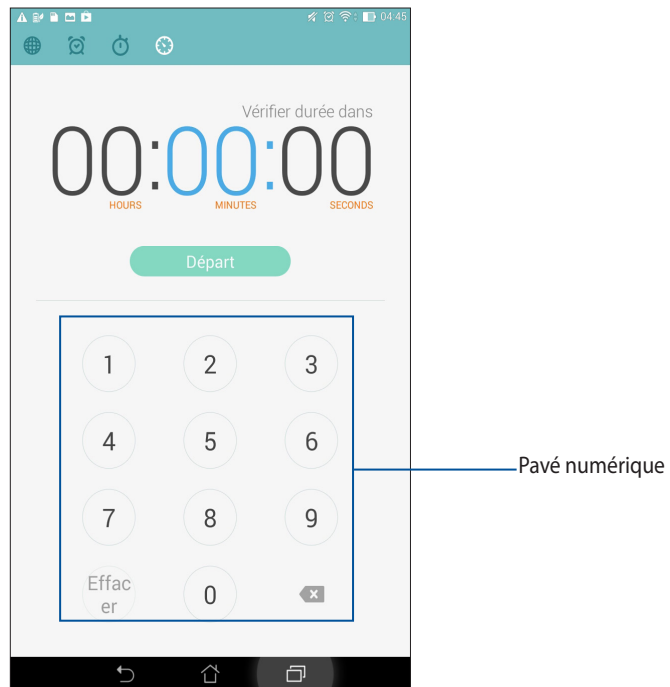 04:45
Vérifier durée dans
00:00:00
HOURS MINUTES SECONDS
Départ
1 2 3
4 5 6
7 8 9
Effac
er 0
Pavé numérique